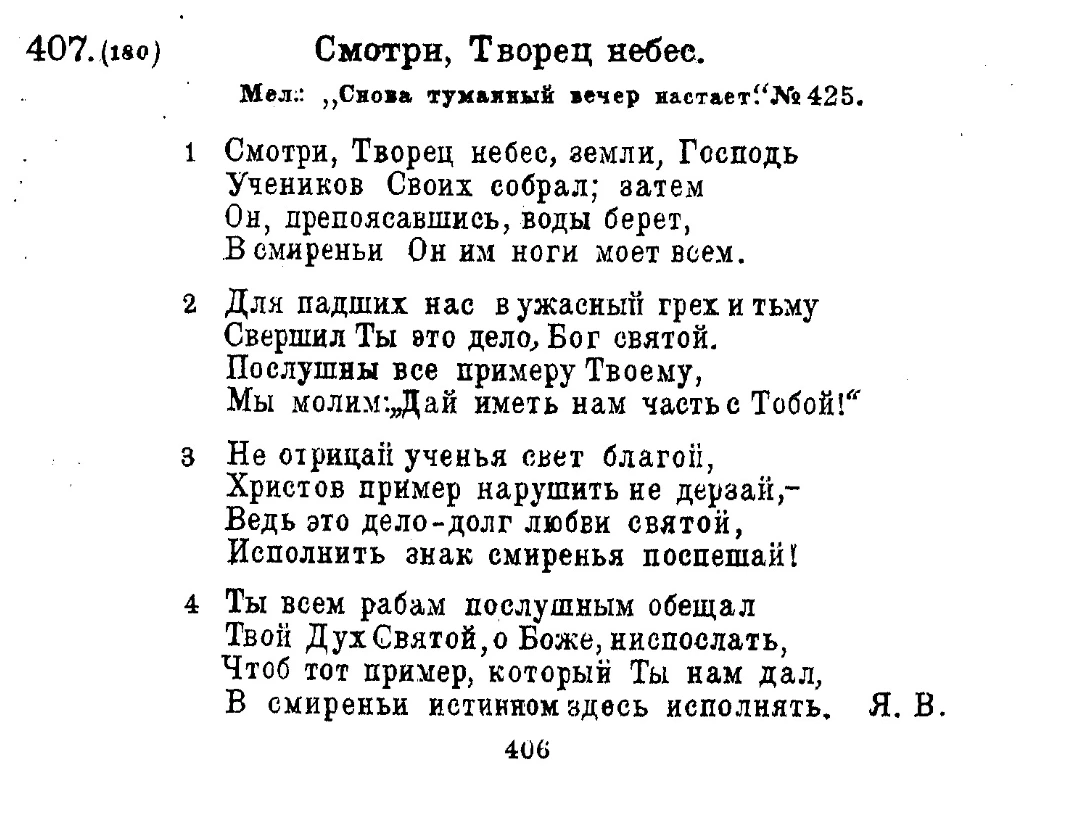 407. (180) Смотри, Творец небес.
Мел.: „Снова туманный вечер настает.“ № 425.
1 Смотри, Творец небес, земли, Господь
Учеников Своих собрал; затем
Он, препоясавшись, воды берет,
В смиреньи Он им ноги моет всем.
2 Для падших нас в ужасный грех и тьму
Свершил Ты это дело, Бог святой.
Послушны все примеру Твоему,
Мы молим: „Дай иметь нам часть с Тобой!“
3 Не отрицай ученья свет благой,
Христов пример нарушить не дерзай,-
Ведь это дело-долг любви святой,
Исполнить знак смиренья поспешай!
4 Ты всем рабам послушным обещал
Твой Дух Святой, о Боже, ниспослать,
Чтоб тот пример, который Ты нам дал,
В смиреньи истинном здесь исполнять. Я. В.
406